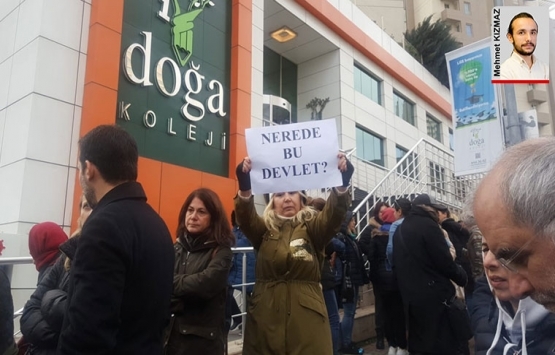 doğa
KOLEJİ
NEREDE
BU
DEVLET?
Mehmet KIZMAZ